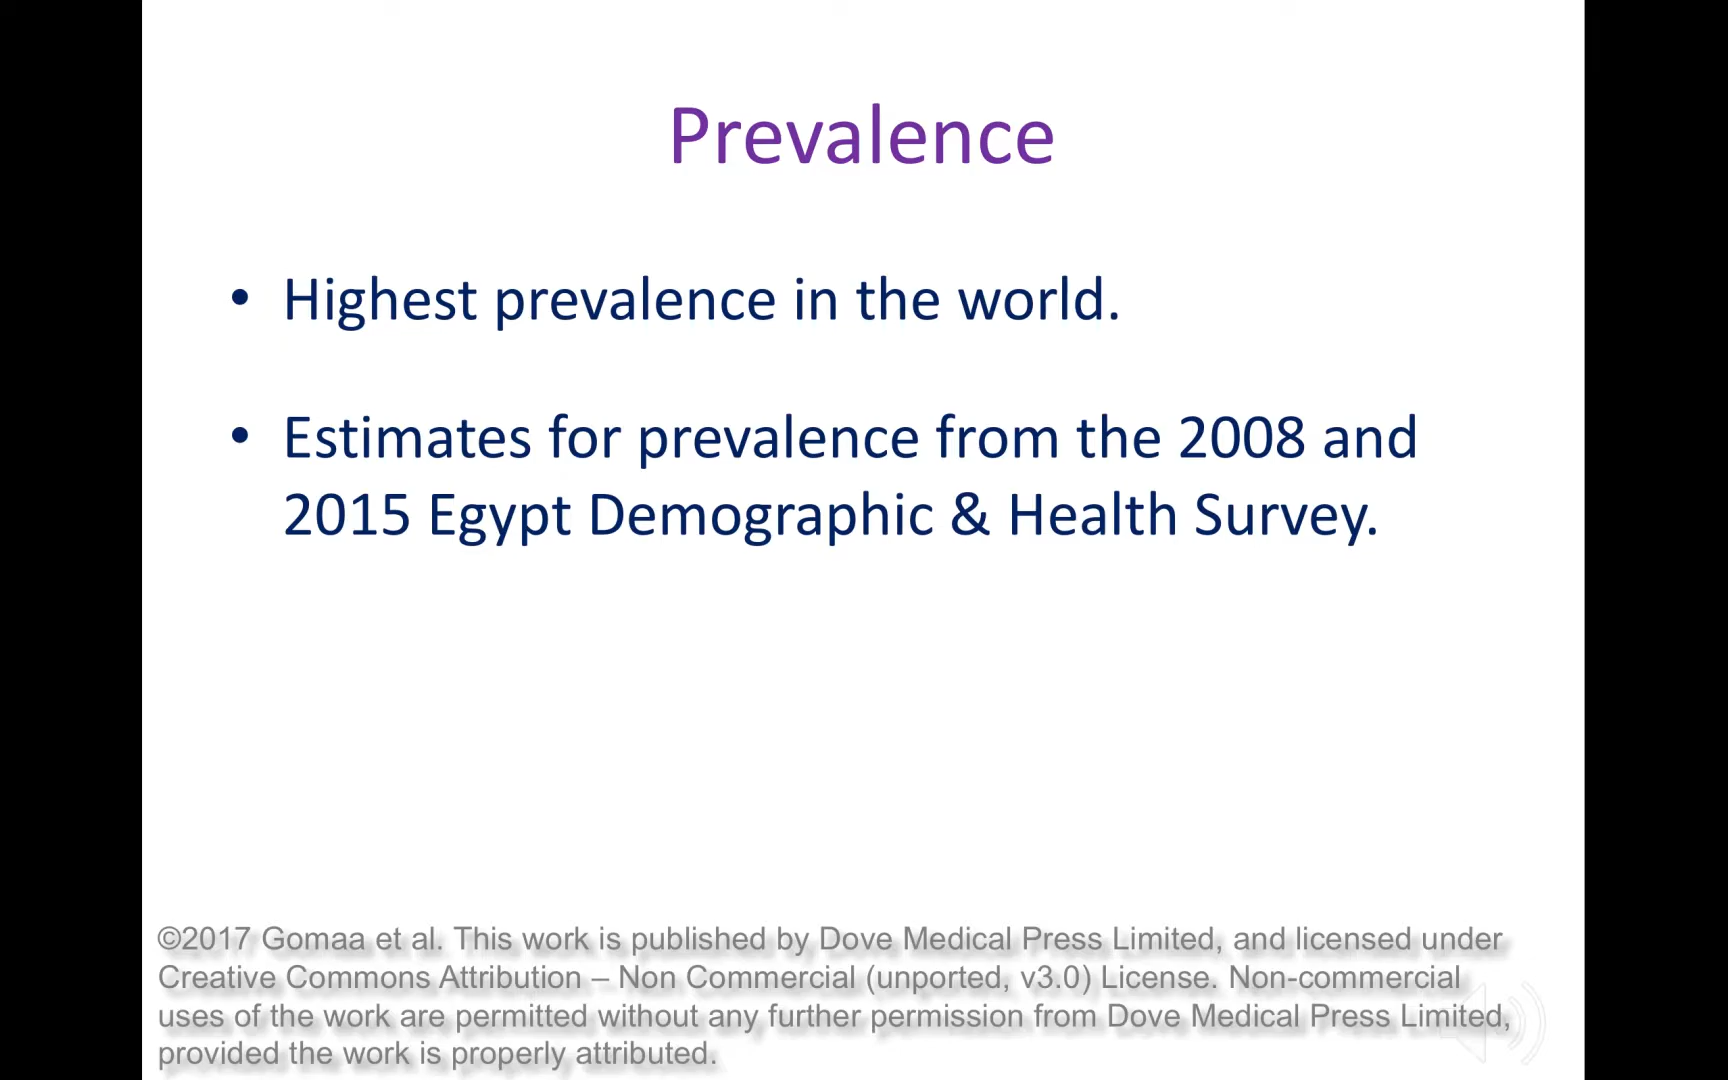 Prevalence
• Highest prevalence in the world.
• Estimates for prevalence from the 2008 and
2015 Egypt Demographic & Health Survey.
©2017 Gomaa et al. This work is published by Dove Medical Press Limited, and licensed under
Creative Commons Attribution – Non Commercial (unported, v3.0) License. Non-commercial
uses of the work are permitted without any further permission from Dove Medical Press Limited,
provided the work is properly attributed.